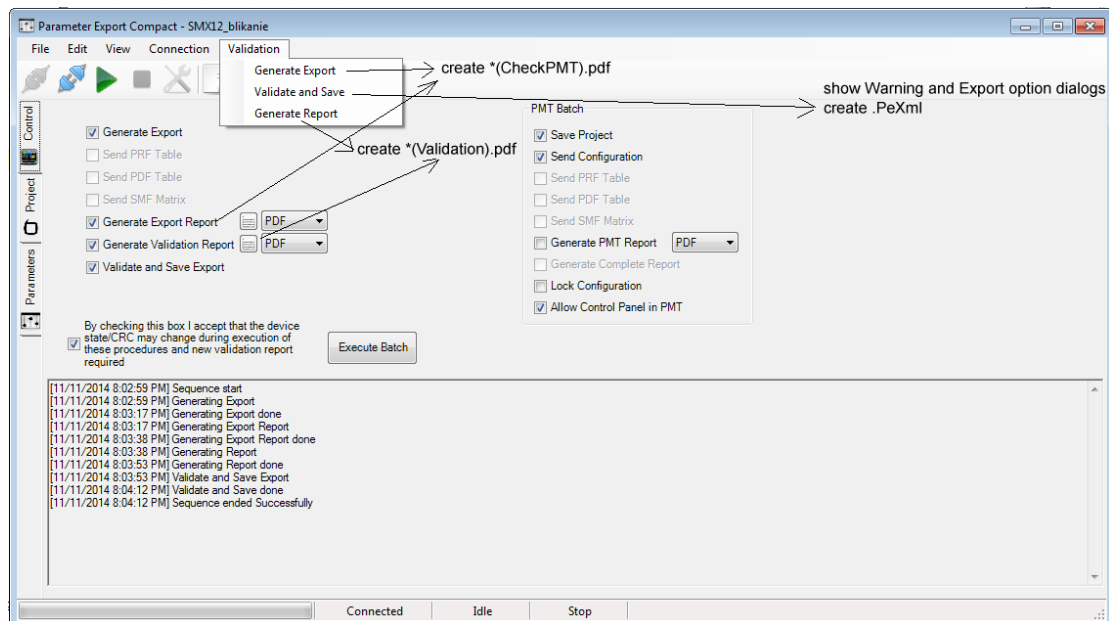 Parameter Export Compact - SMX12_blikanie
File Edit View Connection Validation
Generate Export
create *(CheckPMT).pdf
Validate and Save
show Warning and Export option dialogs
create .PeXml
Generate Report
create *(Validation).pdf
Control
Project
Parameters
Generate Export
Send PRF Table
Send PDF Table
Send SMF Matrix
Generate Export Report PDF
Generate Validation Report PDF
Validate and Save Export
PMT Batch
Save Project
Send Configuration
Send PRF Table
Send PDF Table
Send SMF Matrix
Generate PMT Report PDF
Generate Complete Report
Lock Configuration
Allow Control Panel in PMT
By checking this box I accept that the device
state/CRC may change during execution of
these procedures and new validation report
required
Execute Batch
[11/11/2014 8:02:59 PM] Sequence start
[11/11/2014 8:02:59 PM] Generating Export
[11/11/2014 8:03:17 PM] Generating Export done
[11/11/2014 8:03:17 PM] Generating Export Report
[11/11/2014 8:03:38 PM] Generating Export Report done
[11/11/2014 8:03:38 PM] Generating Report
[11/11/2014 8:03:53 PM] Generating Report done
[11/11/2014 8:03:53 PM] Validate and Save Export
[11/11/2014 8:04:12 PM] Validate and Save done
[11/11/2014 8:04:12 PM] Sequence ended Successfully
Connected Idle Stop